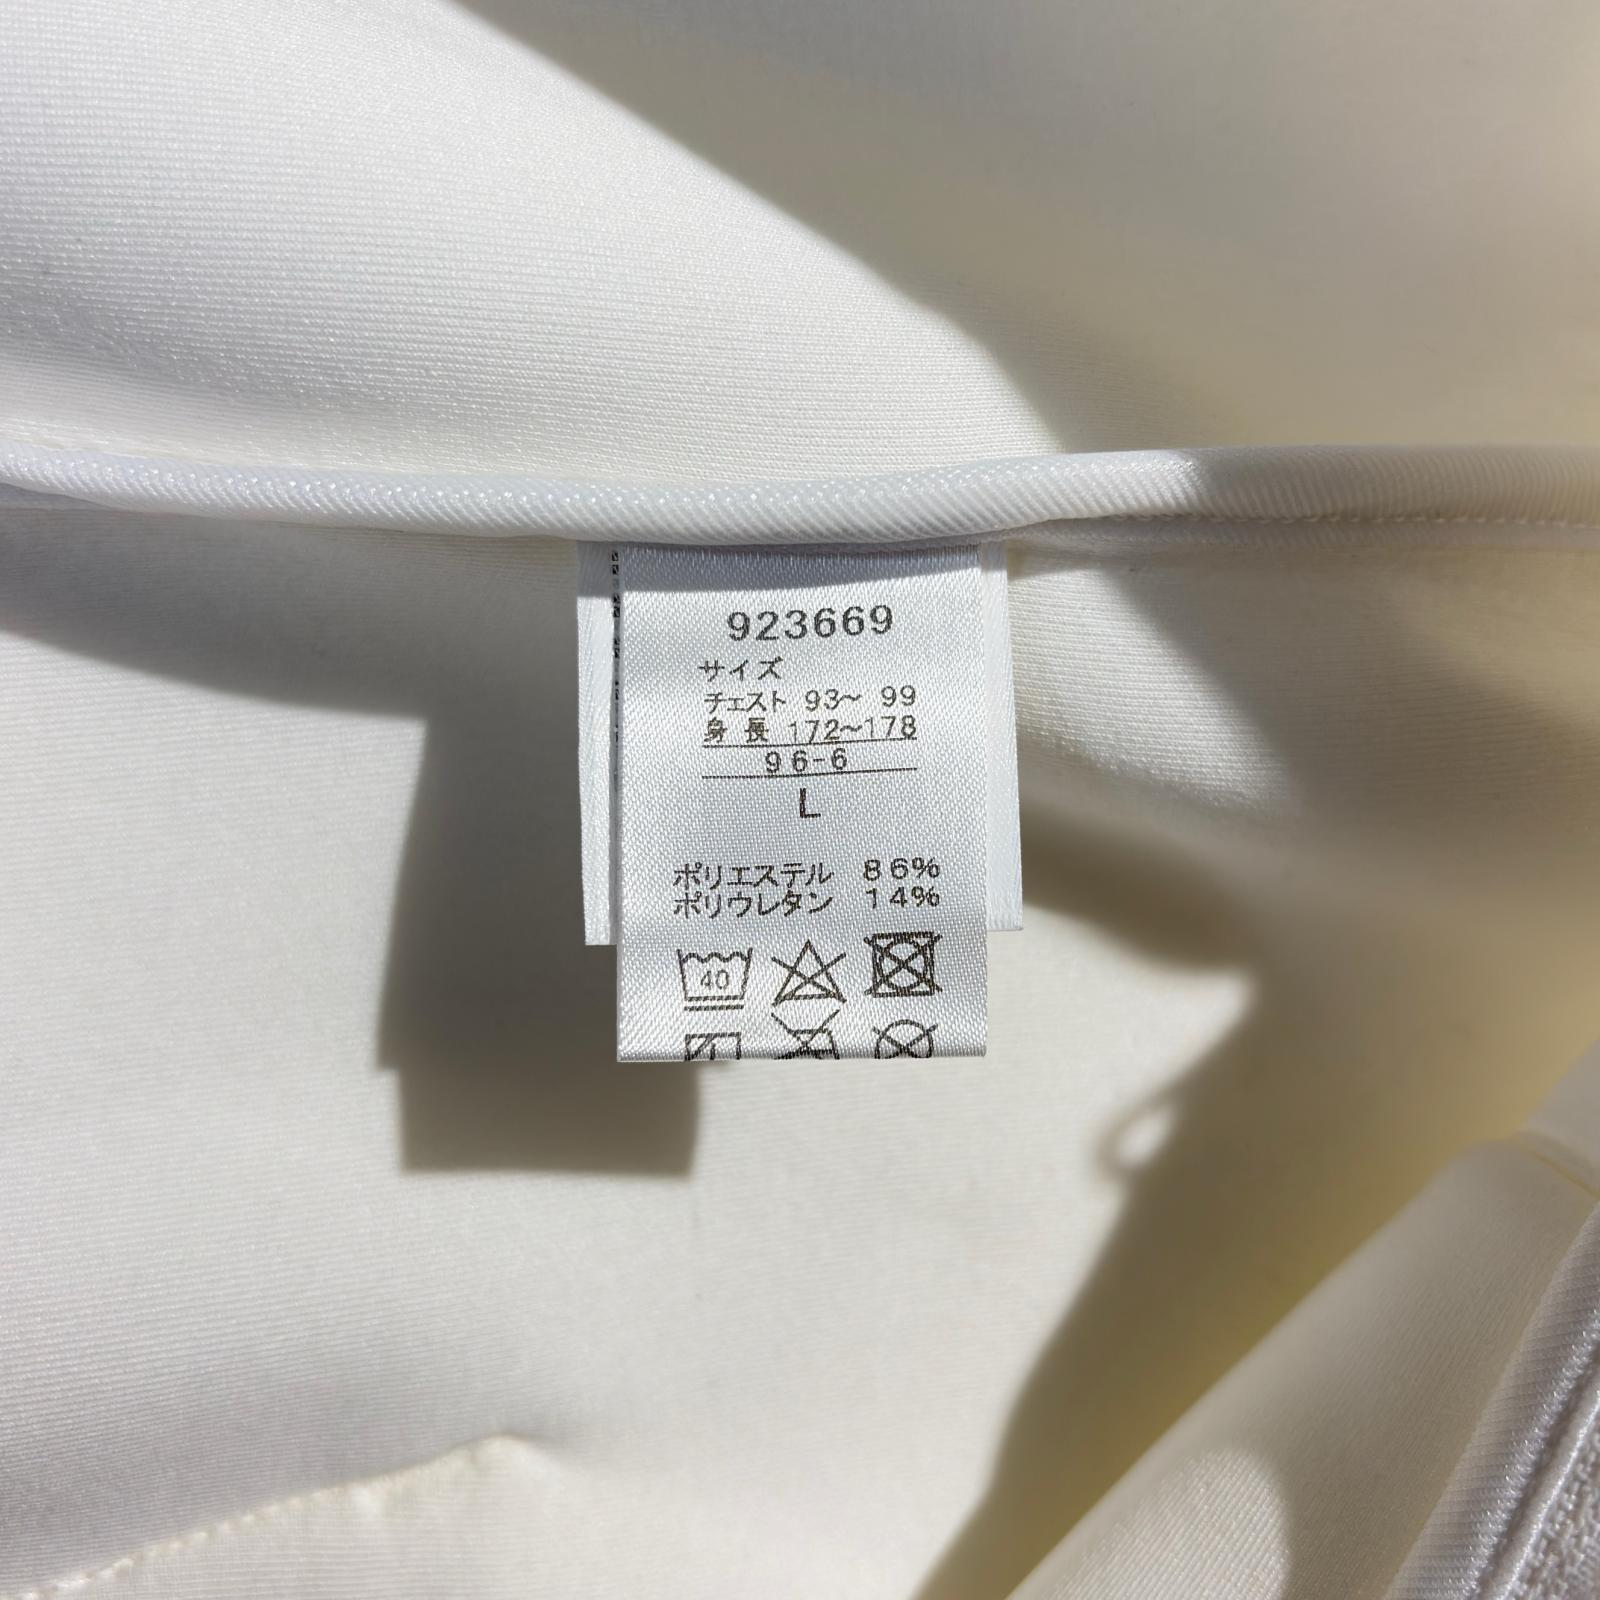 923669
サイズ
チェスト 93〜 99
身長 172〜178
96-6
L
ポリエステル 86%
ポリウレタン 14%
40